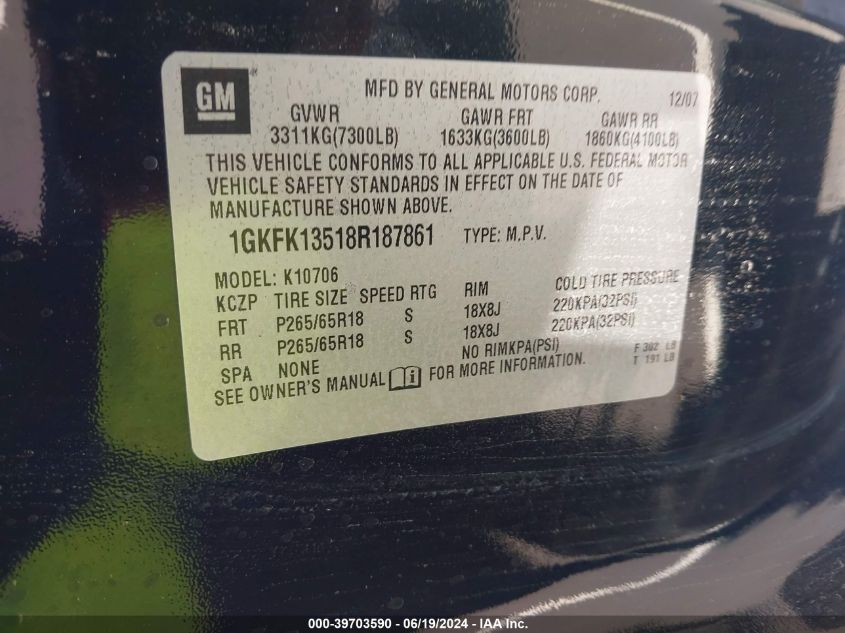 GM ®
MFD BY GENERAL MOTORS CORP. 12/07
GVWR GAWR FRT GAWR RR
3311KG(7300LB) 1633KG(3600LB) 1860KG(4100LB)
THIS VEHICLE CONFORMS TO ALL APPLICABLE U.S. FEDERAL MOTOR
VEHICLE SAFETY STANDARDS IN EFFECT ON THE DATE OF
MANUFACTURE SHOWN ABOVE.
1GKFK13518R187861 TYPE: M.P.V.
MODEL: K10706
KCZP TIRE SIZE SPEED RTG RIM COLD TIRE PRESSURE
FRT P265/65R18 S 18X8J 220KPA(32PSI)
RR P265/65R18 S 18X8J 220KPA(32PSI)
SPA NONE NO RIMKPA(PSI) F 302 LB
SEE OWNER'S MANUAL i FOR MORE INFORMATION. T 191 LB
000-39703590 - 06/19/2024 - IAA Inc.